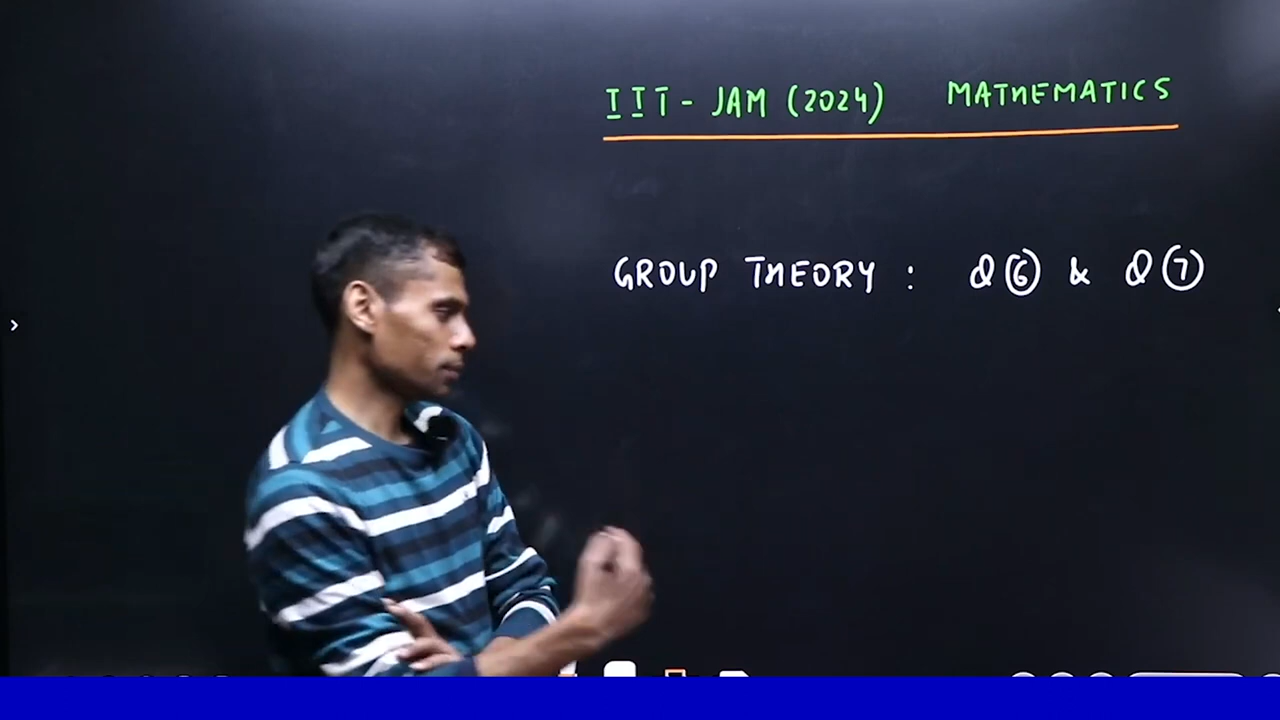 IIT-JAM (2024) MATHEMATICS
GROUP THEORY : Q(6) & Q(7)